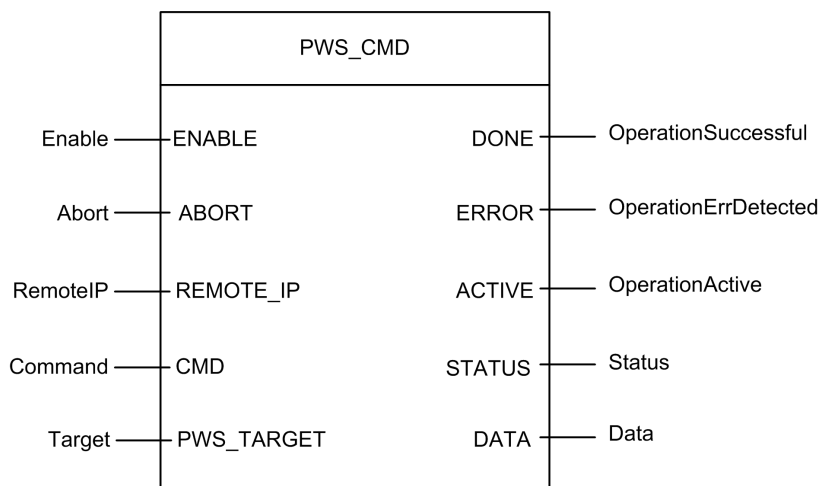 PWS_CMD
Enable ENABLE DONE OperationSuccessful
Abort ABORT ERROR OperationErrDetected
RemoteIP REMOTE_IP ACTIVE OperationActive
Command CMD STATUS Status
Target PWS_TARGET DATA Data